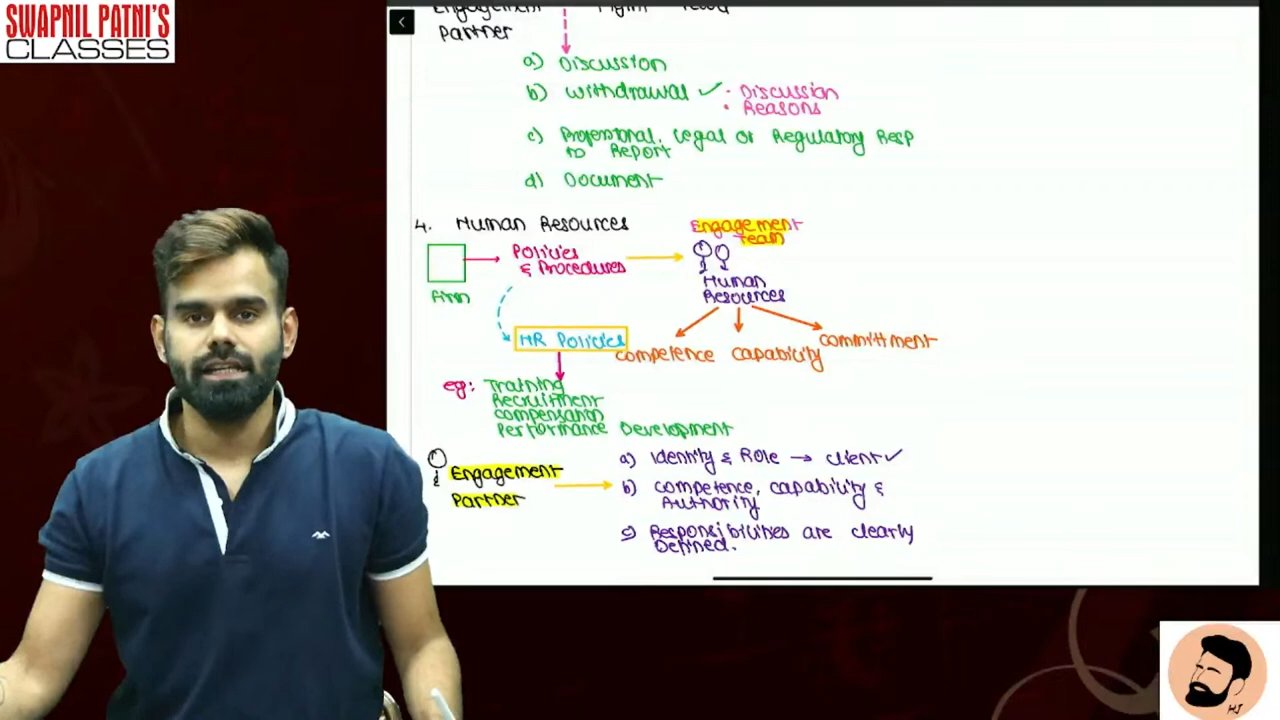 SWAPNIL PATNI'S
CLASSES
Engagement
Partner
a) Discussion
b) withdrawal ✓ • Discussion
• Reasons
c) Professional, Legal or Regulatory Resp
to Report
d) Document
4. Human Resources
Engagement
Team
Policies
& Procedures
Firm
Human
Resources
HR Policies
competence capability commitment
eg: Training
Recruitment
compensation
Performance Development
Engagement
Partner
a) Identity & Role → client ✓
b) competence, capability &
Authority
c) Responsibilities are clearly
Defined.
HJ